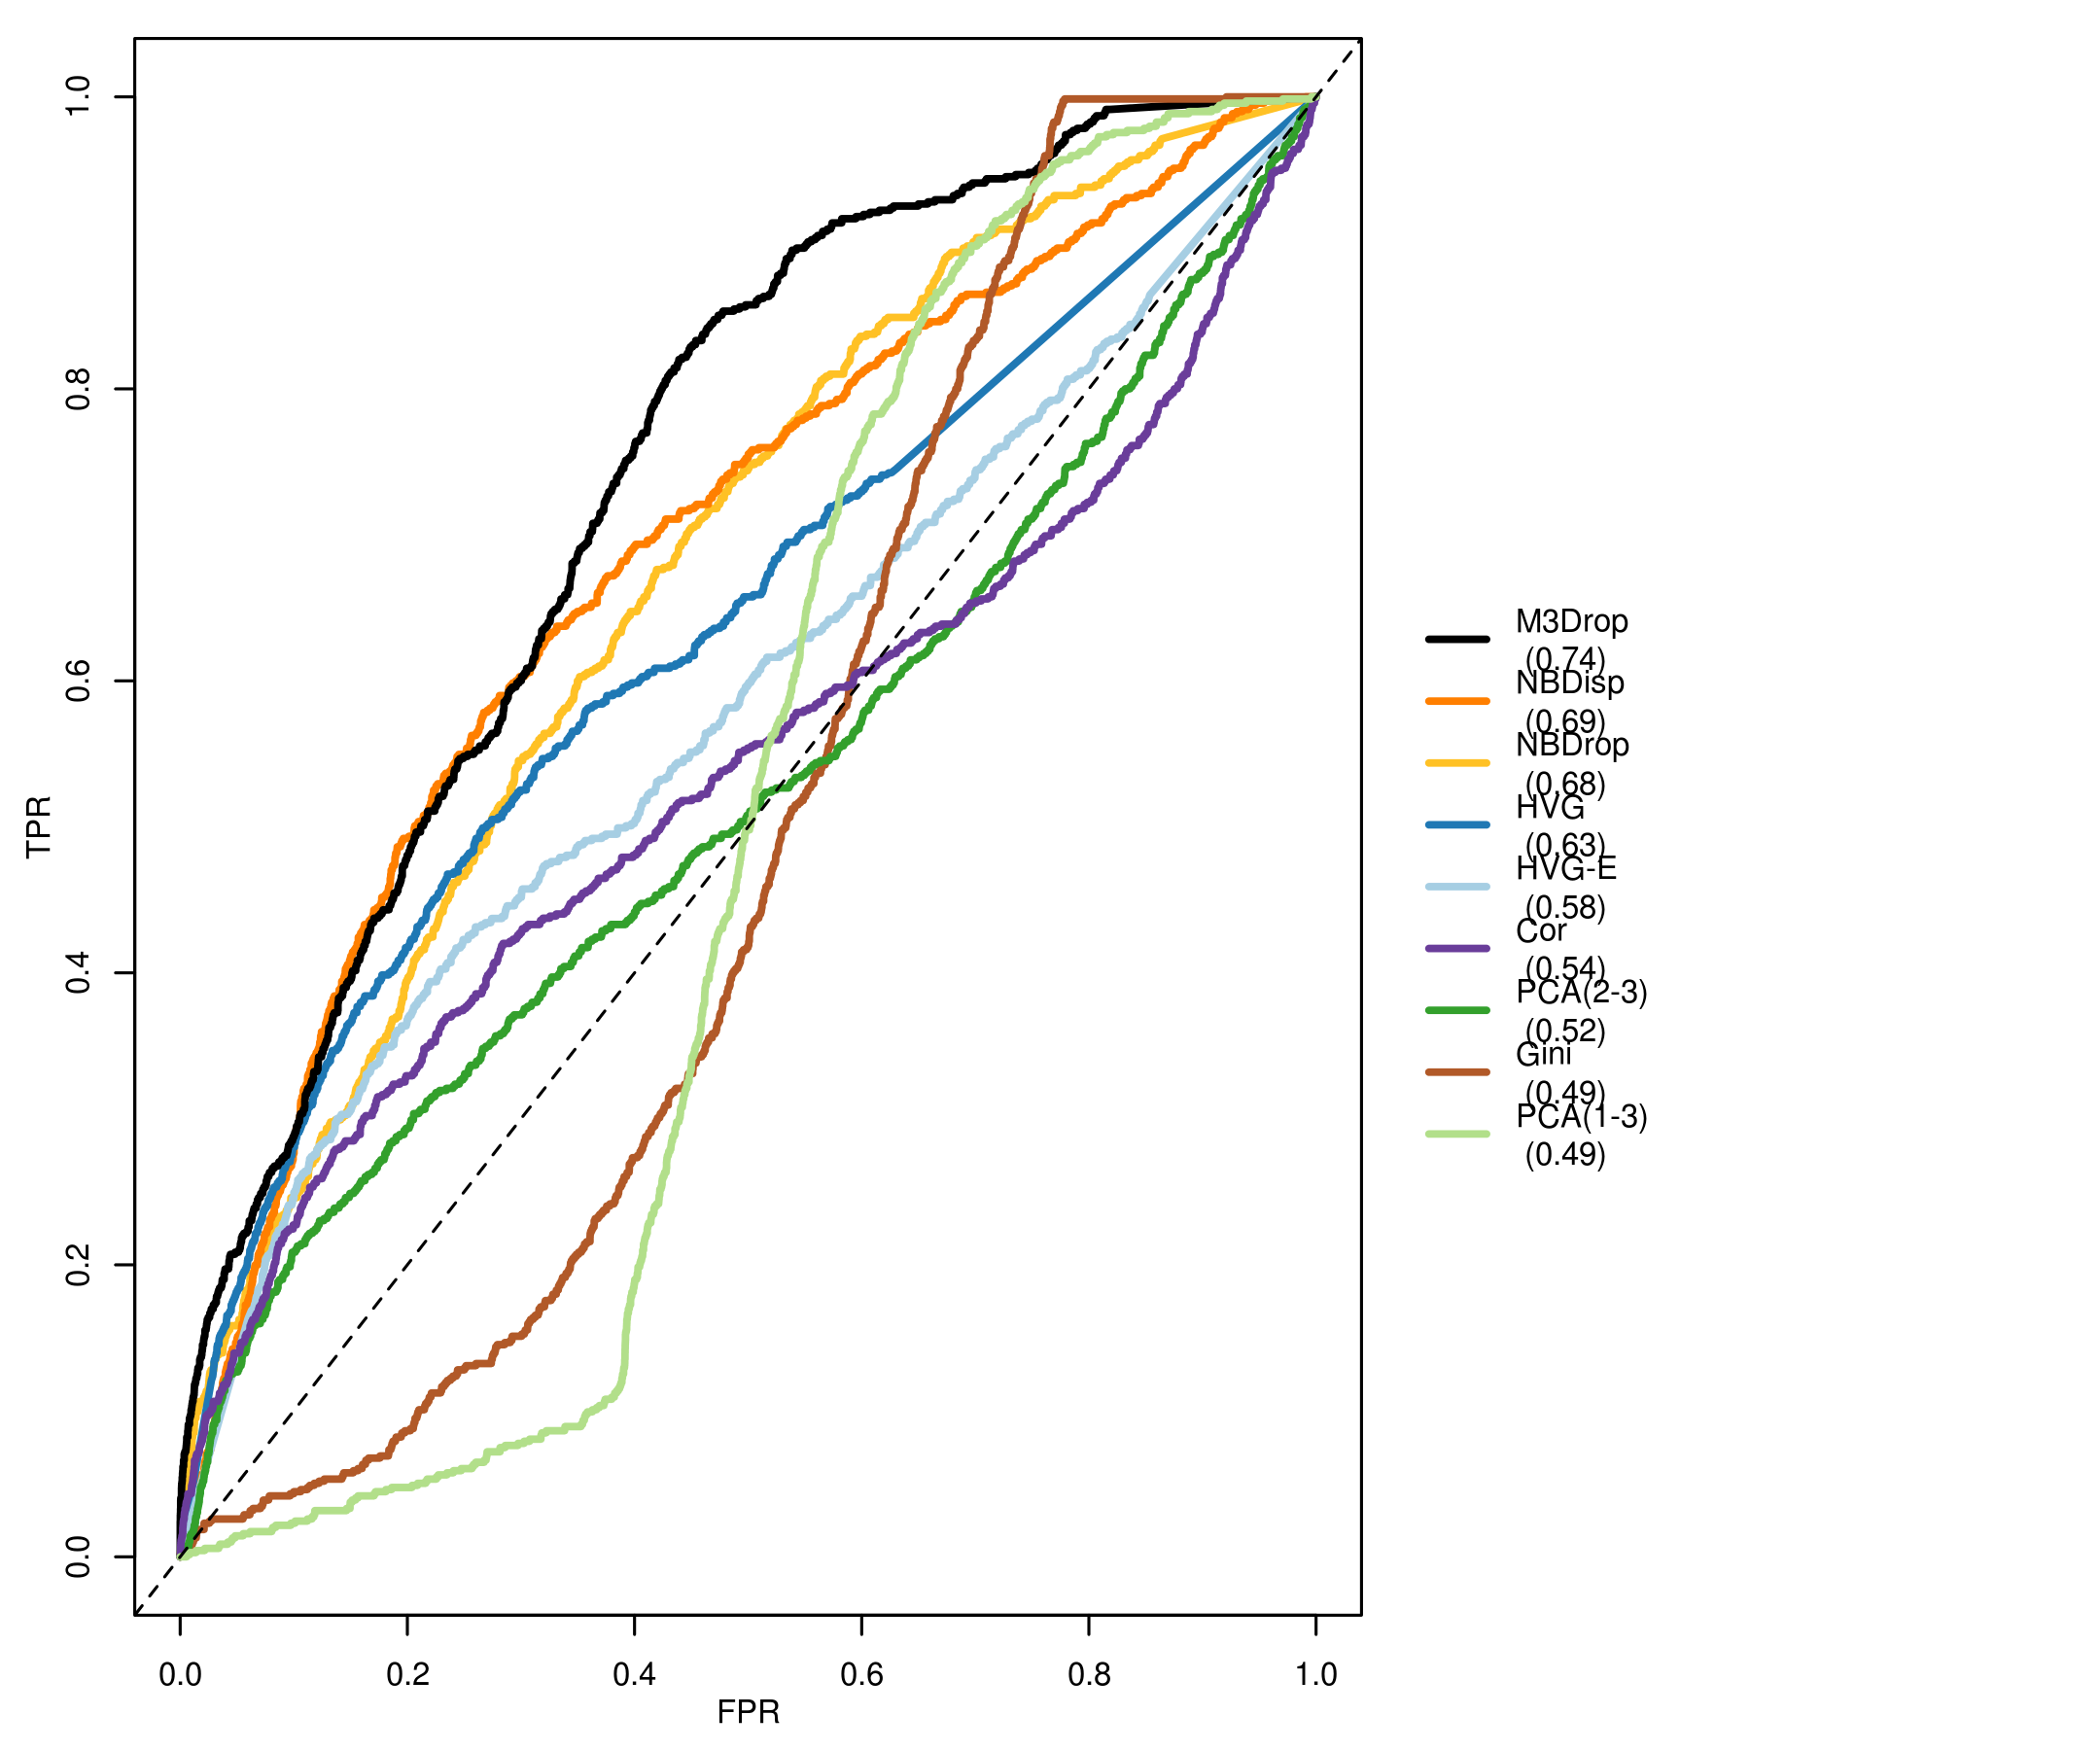 1.0
0.8
0.6
0.4
0.2
0.0
TPR
0.0 0.2 0.4 0.6 0.8 1.0
FPR
M3Drop
(0.74)
NBDisp
(0.69)
NBDrop
(0.68)
HVG
(0.63)
HVG-E
(0.58)
Cor
(0.54)
PCA(2-3)
(0.52)
Gini
(0.49)
PCA(1-3)
(0.49)